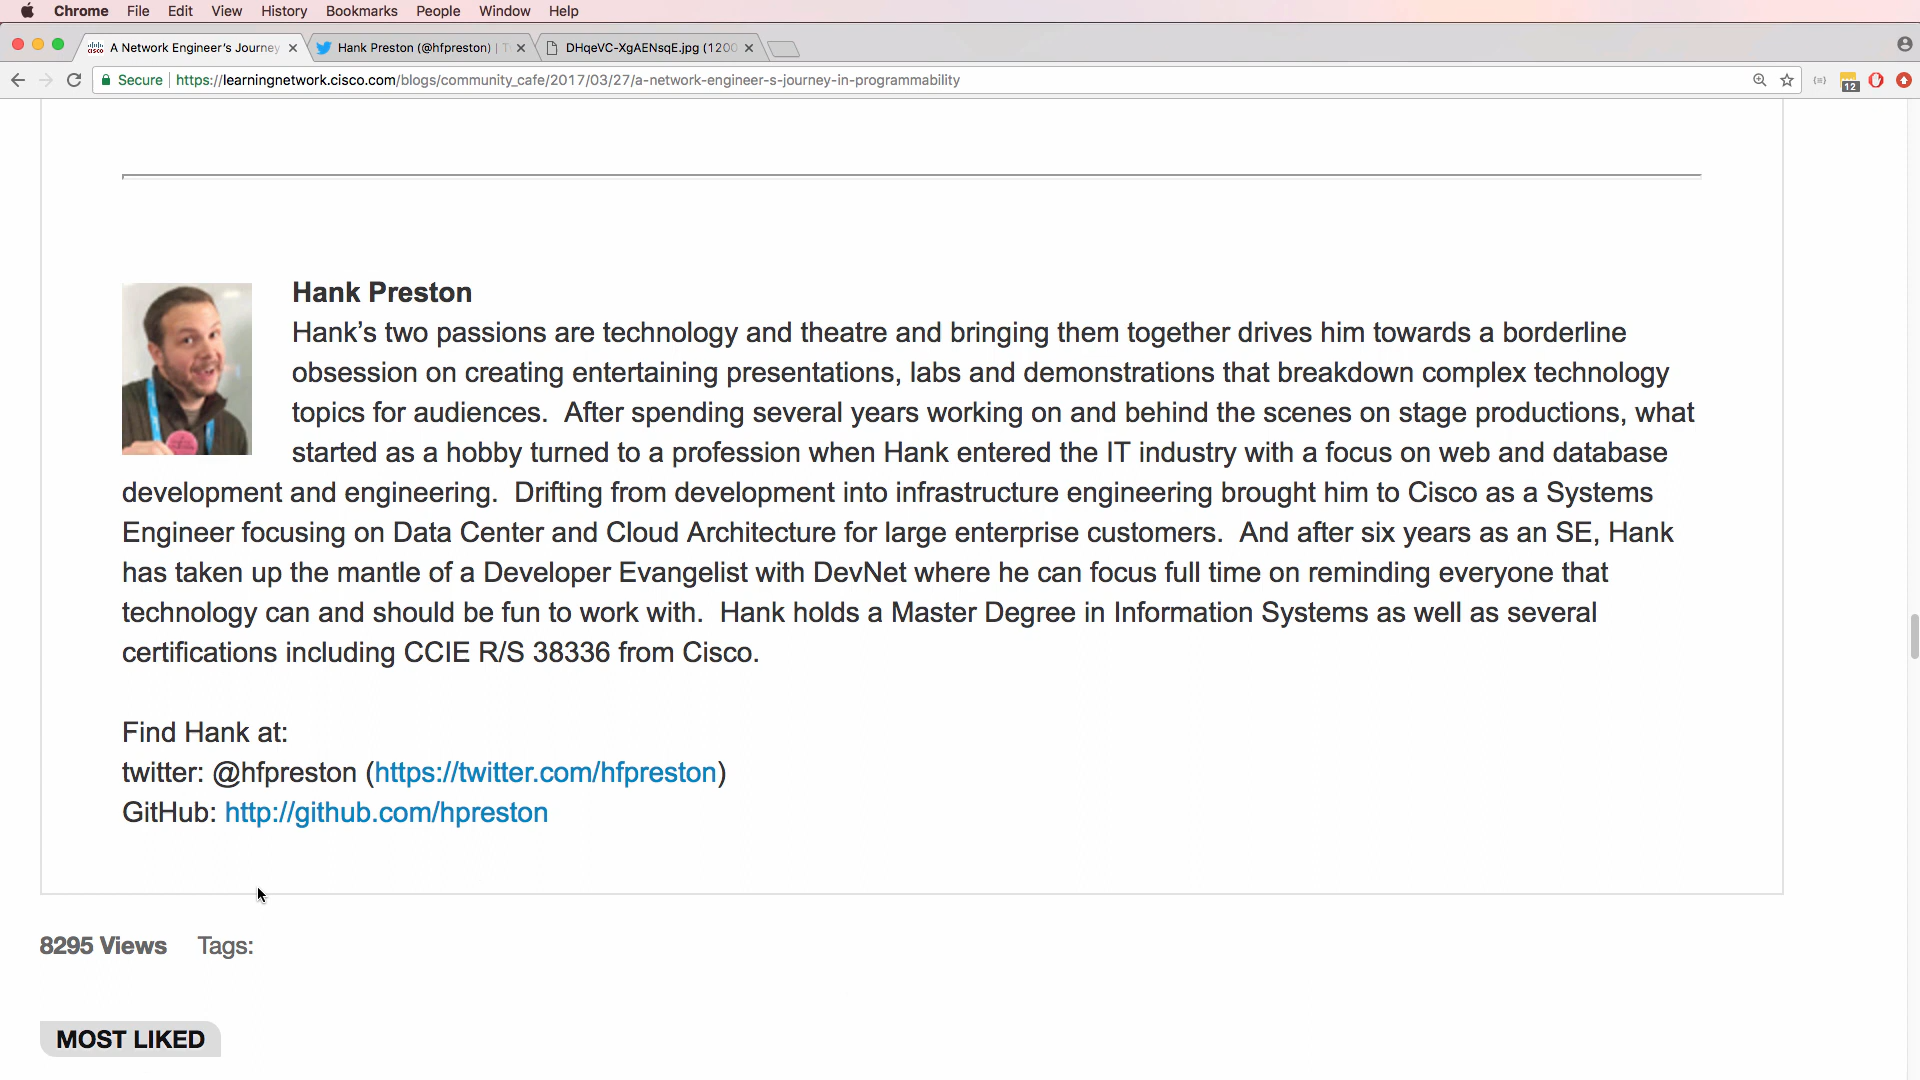 Chrome File Edit View History Bookmarks People Window Help
A Network Engineer's Journey
Hank Preston (@hfpreston) | T
DHqeVC-XgAENsqE.jpg (1200
Secure https://learningnetwork.cisco.com/blogs/community_cafe/2017/03/27/a-network-engineer-s-journey-in-programmability
12
Hank Preston
Hank's two passions are technology and theatre and bringing them together drives him towards a borderline
obsession on creating entertaining presentations, labs and demonstrations that breakdown complex technology
topics for audiences.  After spending several years working on and behind the scenes on stage productions, what
started as a hobby turned to a profession when Hank entered the IT industry with a focus on web and database
development and engineering.  Drifting from development into infrastructure engineering brought him to Cisco as a Systems
Engineer focusing on Data Center and Cloud Architecture for large enterprise customers.  And after six years as an SE, Hank
has taken up the mantle of a Developer Evangelist with DevNet where he can focus full time on reminding everyone that
technology can and should be fun to work with.  Hank holds a Master Degree in Information Systems as well as several
certifications including CCIE R/S 38336 from Cisco.
Find Hank at:
twitter: @hfpreston (https://twitter.com/hfpreston)
GitHub: http://github.com/hpreston
8295 Views Tags:
MOST LIKED